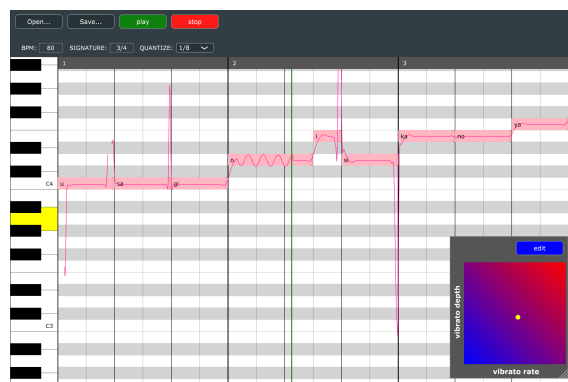 Open... Save... play stop
BPM: 80 SIGNATURE: 3/4 QUANTIZE: 1/8
1 2 3
ya
i ka no
o si
C4 u sa gi
edit
vibrato depth
C3
vibrato rate